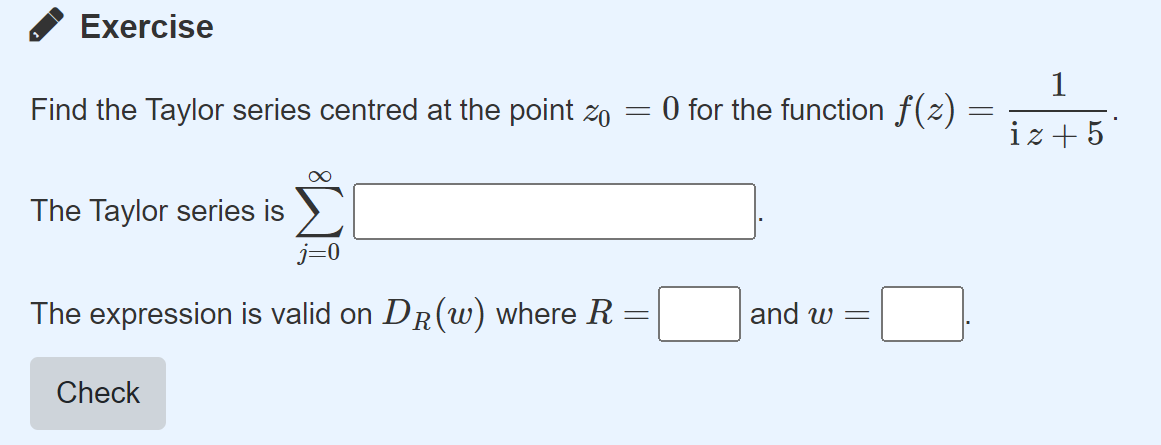 Exercise
Find the Taylor series centred at the point $z_0 = 0$ for the function $f(z) = \dfrac{1}{\mathrm{i}\,z + 5}$.
The Taylor series is $\sum_{j=0}^{\infty}$ .
The expression is valid on $D_R(w)$ where $R =$ and $w =$ .
Check